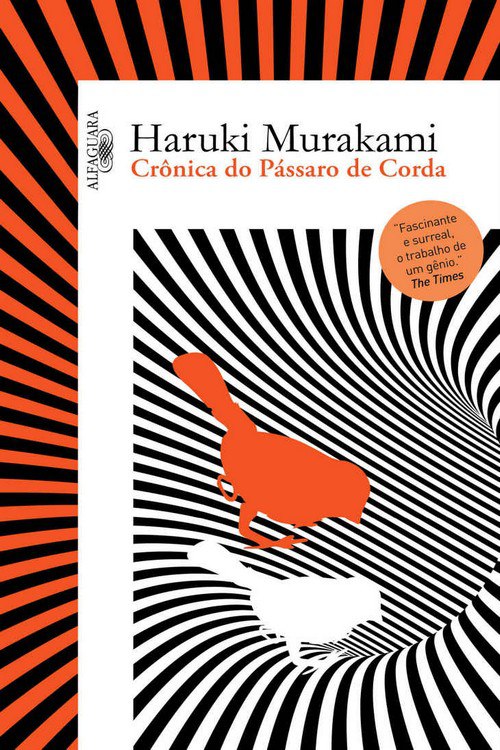 ALFAGUARA
Haruki Murakami
Crônica do Pássaro de Corda
"Fascinante
e surreal,
o trabalho de
um gênio."
The Times